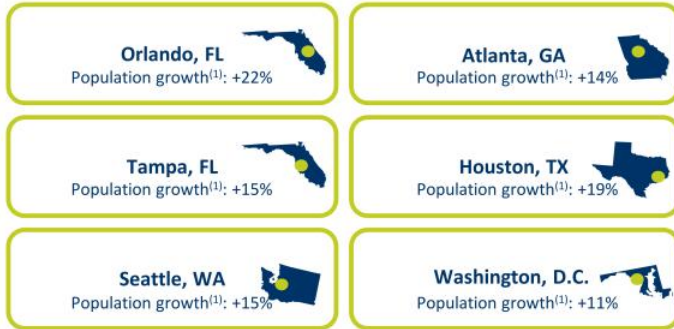 Orlando, FL
Population growth⁽¹⁾: +22%
Atlanta, GA
Population growth⁽¹⁾: +14%
Tampa, FL
Population growth⁽¹⁾: +15%
Houston, TX
Population growth⁽¹⁾: +19%
Seattle, WA
Population growth⁽¹⁾: +15%
Washington, D.C.
Population growth⁽¹⁾: +11%